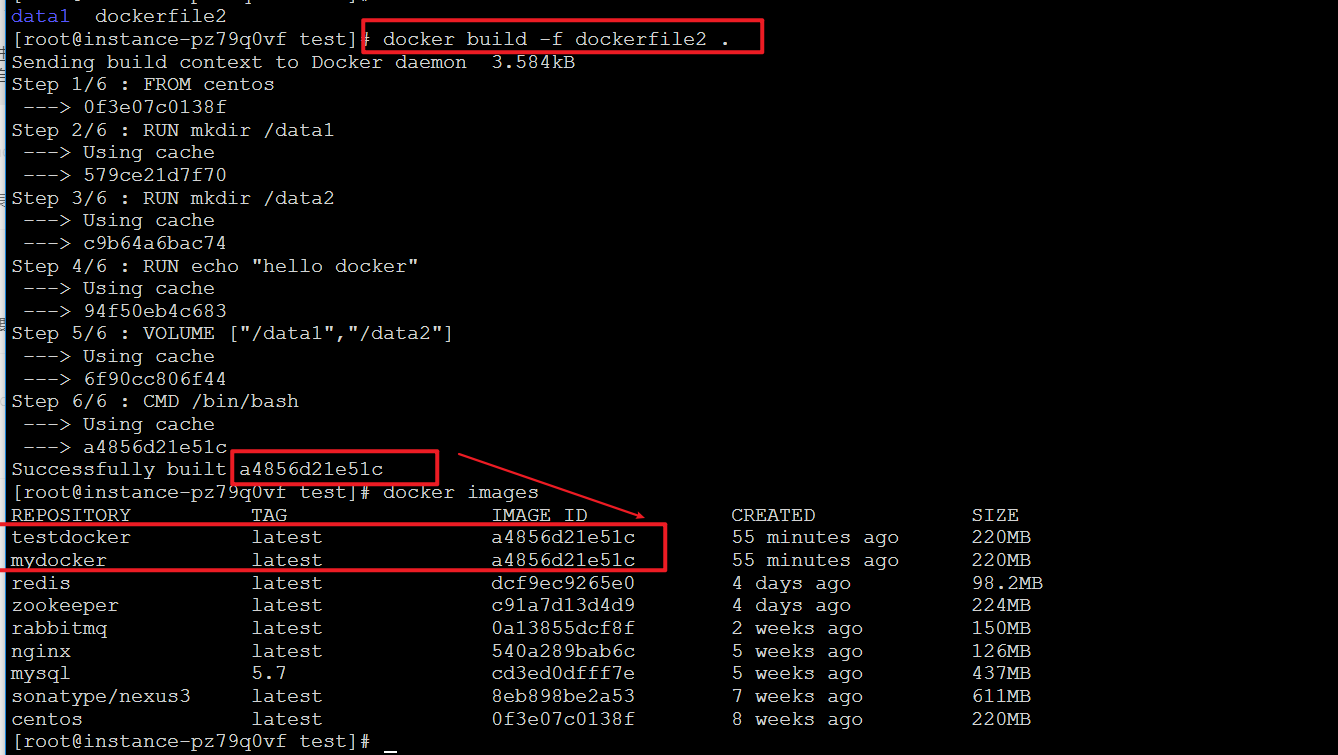 data1 dockerfile2
[root@instance-pz79q0vf test]# docker build -f dockerfile2 .
Sending build context to Docker daemon 3.584kB
Step 1/6 : FROM centos
---> 0f3e07c0138f
Step 2/6 : RUN mkdir /data1
---> Using cache
---> 579ce21d7f70
Step 3/6 : RUN mkdir /data2
---> Using cache
---> c9b64a6bac74
Step 4/6 : RUN echo "hello docker"
---> Using cache
---> 94f50eb4c683
Step 5/6 : VOLUME ["/data1","/data2"]
---> Using cache
---> 6f90cc806f44
Step 6/6 : CMD /bin/bash
---> Using cache
---> a4856d21e51c
Successfully built a4856d21e51c
[root@instance-pz79q0vf test]# docker images
REPOSITORY TAG IMAGE ID CREATED SIZE
testdocker latest a4856d21e51c 55 minutes ago 220MB
mydocker latest a4856d21e51c 55 minutes ago 220MB
redis latest dcf9ec9265e0 4 days ago 98.2MB
zookeeper latest c91a7d13d4d9 4 days ago 224MB
rabbitmq latest 0a13855dcf8f 2 weeks ago 150MB
nginx latest 540a289bab6c 5 weeks ago 126MB
mysql 5.7 cd3ed0dfff7e 5 weeks ago 437MB
sonatype/nexus3 latest 8eb898be2a53 7 weeks ago 611MB
centos latest 0f3e07c0138f 8 weeks ago 220MB
[root@instance-pz79q0vf test]# _